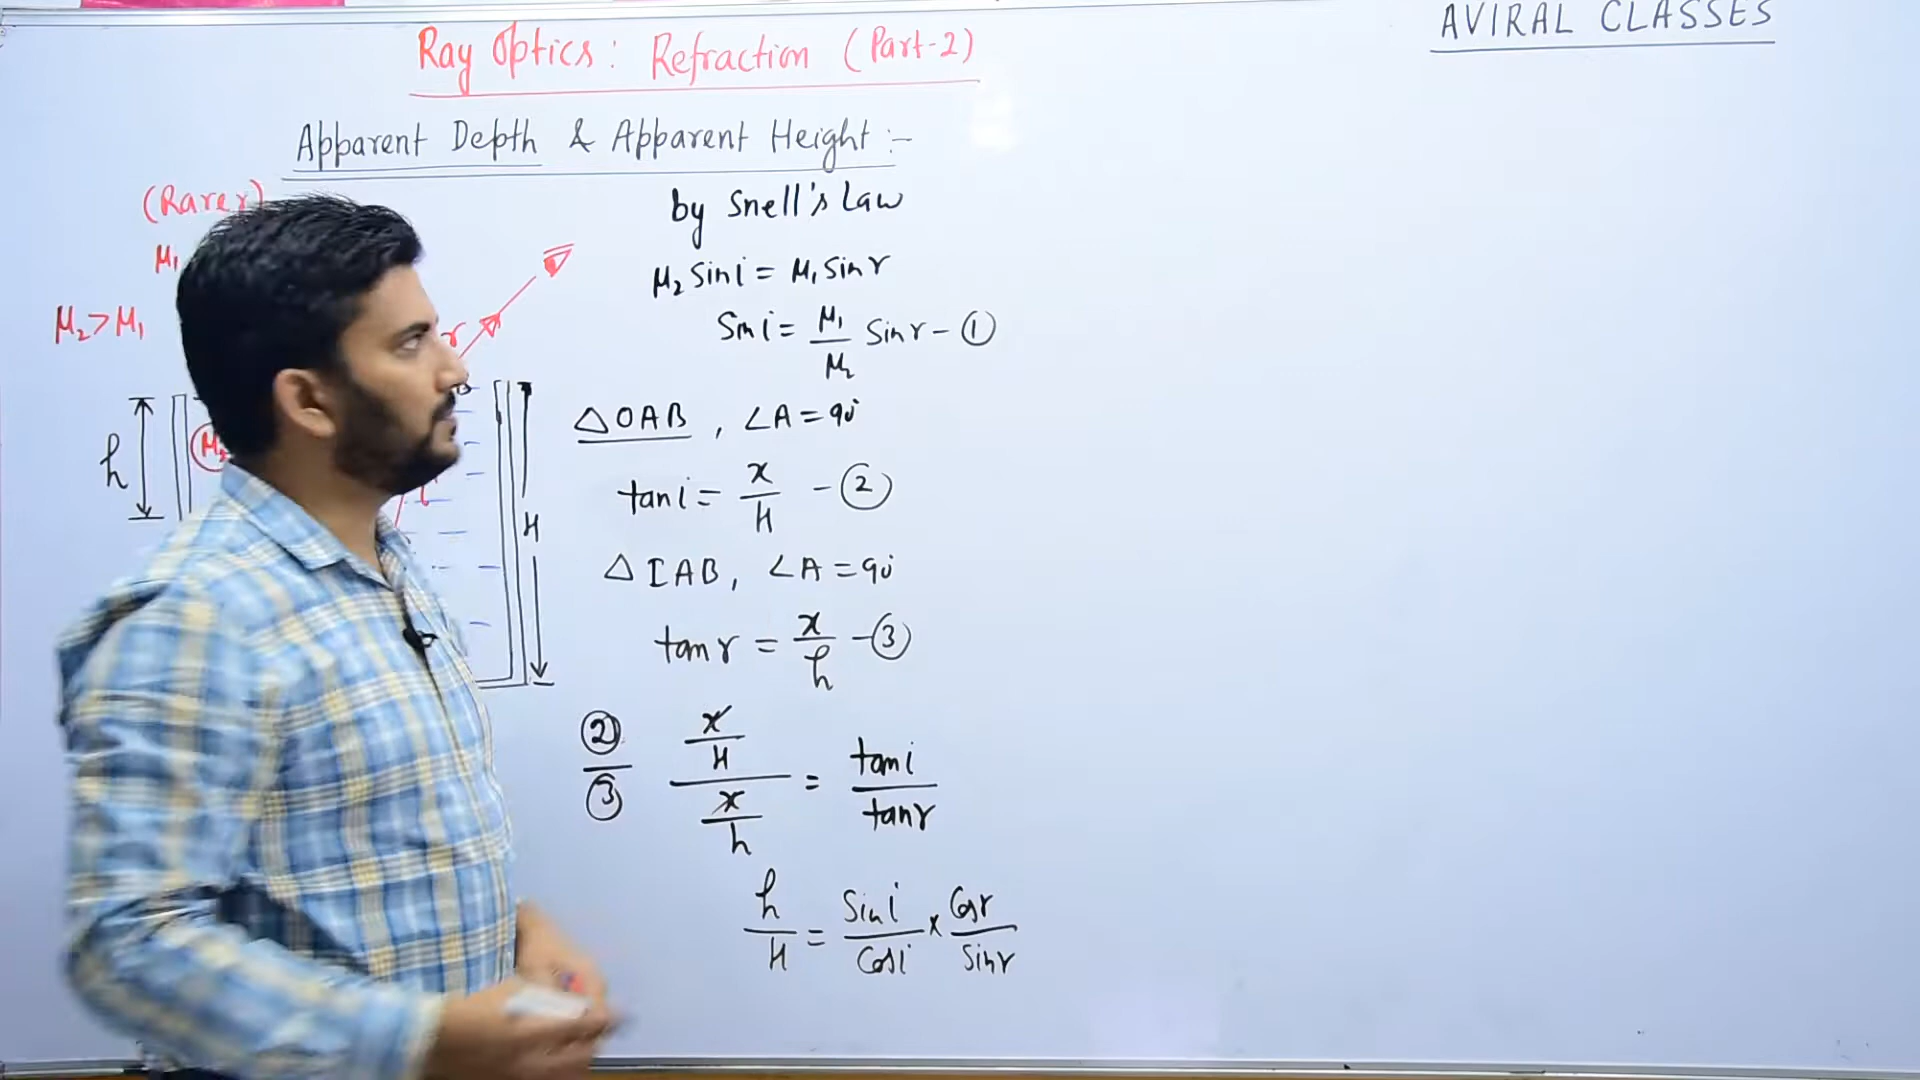 AVIRAL CLASSES
Ray Optics: Refraction (Part-2)
Apparent Depth & Apparent Height :-
(Rarer)
μ₁
μ₂>μ₁
r
B
h
μ₂
i
H
by Snell's Law
μ₂ Sin i = μ₁ Sin r
Sin i = μ₁/μ₂ Sin r - ①
△OAB , ∠A = 90°
tan i = x/H - ②
△IAB, ∠A = 90°
tan r = x/h - ③
②/③ (x/H)/(x/h) = tan i/tan r
h/H = Sin i/Cos i × Cos r/Sin r